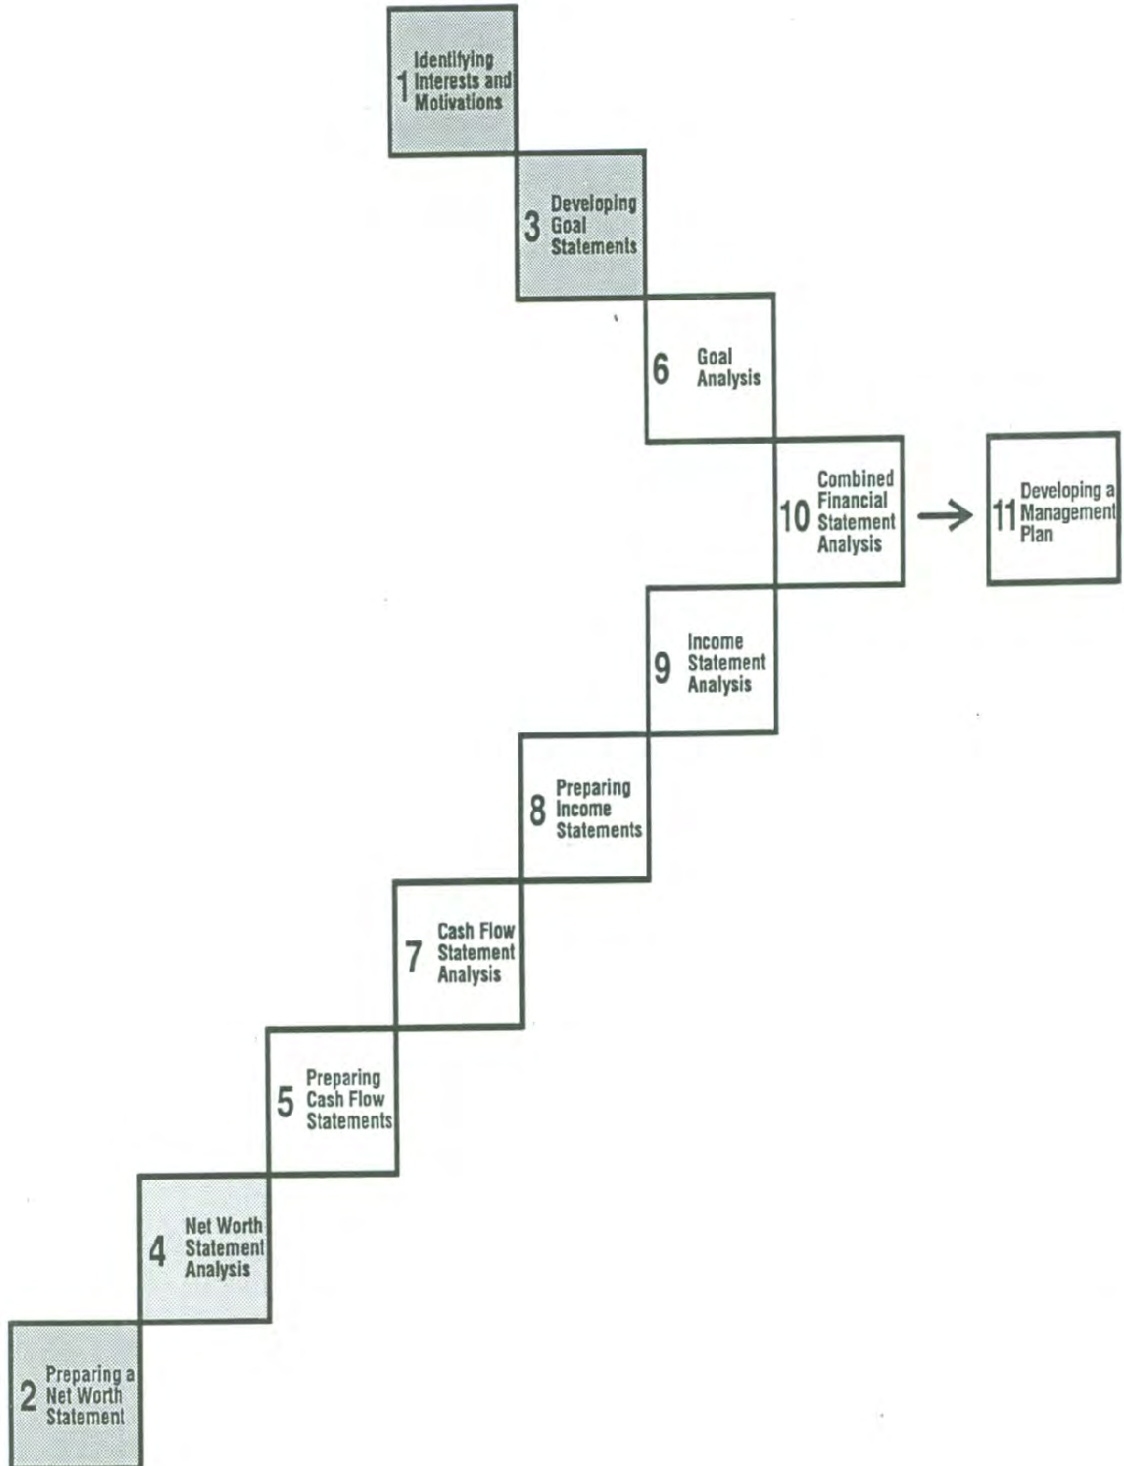 1
Identifying
Interests and
Motivations
3
Developing
Goal
Statements
6
Goal
Analysis
10
Combined
Financial
Statement
Analysis
11
Developing a
Management
Plan
9
Income
Statement
Analysis
8
Preparing
Income
Statements
7
Cash Flow
Statement
Analysis
5
Preparing
Cash Flow
Statements
4
Net Worth
Statement
Analysis
2
Preparing a
Net Worth
Statement